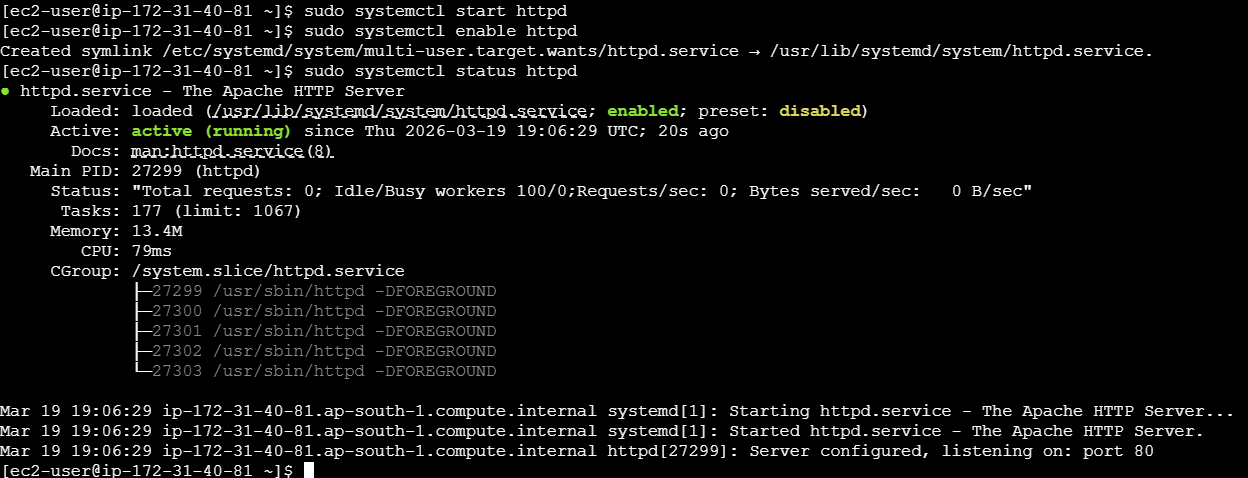 [ec2-user@ip-172-31-40-81 ~]$ sudo systemctl start httpd
[ec2-user@ip-172-31-40-81 ~]$ sudo systemctl enable httpd
Created symlink /etc/systemd/system/multi-user.target.wants/httpd.service → /usr/lib/systemd/system/httpd.service.
[ec2-user@ip-172-31-40-81 ~]$ sudo systemctl status httpd
● httpd.service - The Apache HTTP Server
     Loaded: loaded (/usr/lib/systemd/system/httpd.service; enabled; preset: disabled)
     Active: active (running) since Thu 2026-03-19 19:06:29 UTC; 20s ago
       Docs: man:httpd.service(8)
   Main PID: 27299 (httpd)
     Status: "Total requests: 0; Idle/Busy workers 100/0;Requests/sec: 0; Bytes served/sec:   0 B/sec"
      Tasks: 177 (limit: 1067)
     Memory: 13.4M
        CPU: 79ms
     CGroup: /system.slice/httpd.service
             ├─27299 /usr/sbin/httpd -DFOREGROUND
             ├─27300 /usr/sbin/httpd -DFOREGROUND
             ├─27301 /usr/sbin/httpd -DFOREGROUND
             ├─27302 /usr/sbin/httpd -DFOREGROUND
             └─27303 /usr/sbin/httpd -DFOREGROUND
Mar 19 19:06:29 ip-172-31-40-81.ap-south-1.compute.internal systemd[1]: Starting httpd.service - The Apache HTTP Server...
Mar 19 19:06:29 ip-172-31-40-81.ap-south-1.compute.internal systemd[1]: Started httpd.service - The Apache HTTP Server.
Mar 19 19:06:29 ip-172-31-40-81.ap-south-1.compute.internal httpd[27299]: Server configured, listening on: port 80
[ec2-user@ip-172-31-40-81 ~]$